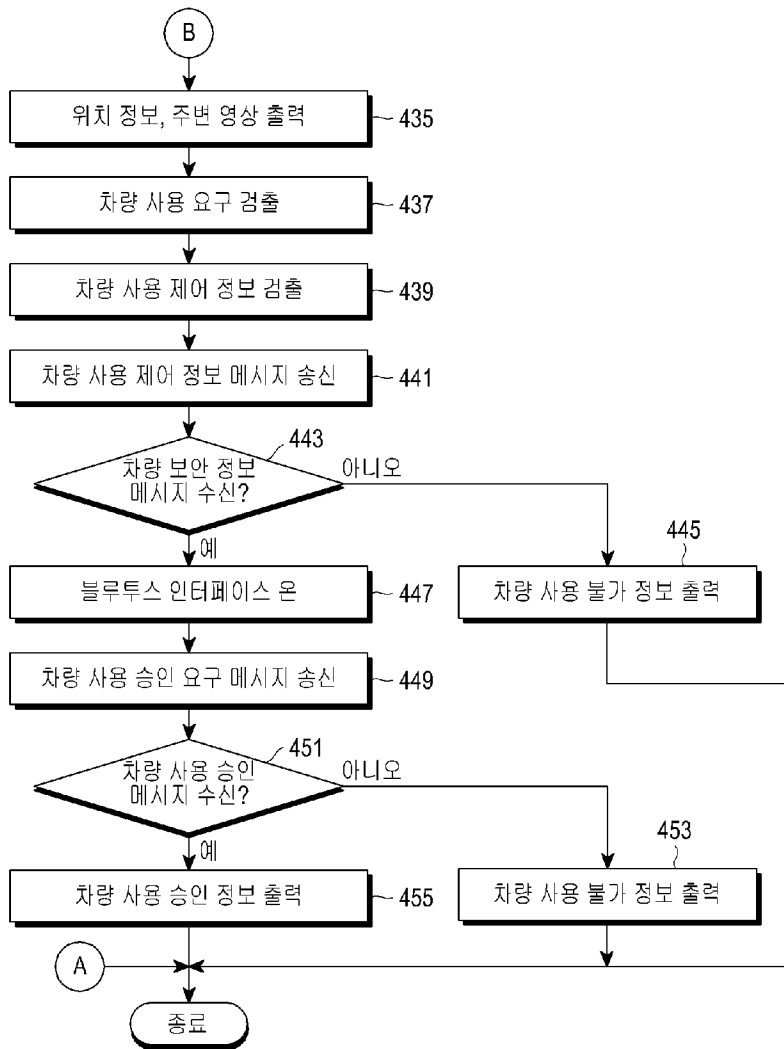 B
위치 정보, 주변 영상 출력
435
차량 사용 요구 검출
437
차량 사용 제어 정보 검출
439
차량 사용 제어 정보 메시지 송신
441
443
차량 보안 정보
메시지 수신?
아니오
예
445
차량 사용 불가 정보 출력
블루투스 인터페이스 온
447
차량 사용 승인 요구 메시지 송신
449
451
차량 사용 승인
메시지 수신?
아니오
예
453
차량 사용 불가 정보 출력
차량 사용 승인 정보 출력
455
A
종료